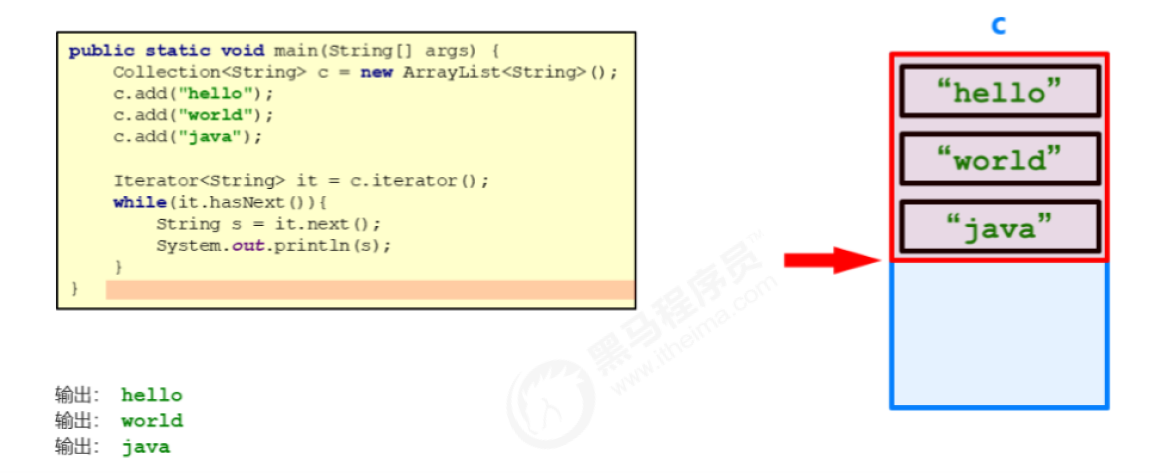 public static void main(String[] args) {
Collection<String> c = new ArrayList<String>();
c.add("hello");
c.add("world");
c.add("java");
Iterator<String> it = c.iterator();
while(it.hasNext()){
String s = it.next();
System.out.println(s);
}
}
输出： hello
输出： world
输出： java
c
“hello”
“world”
“java”
黑马程序员™
www.itheima.com